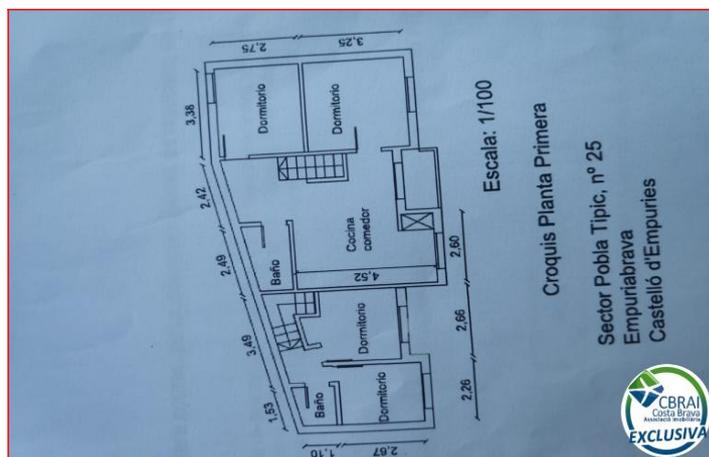 2,75
3,25
3,38
Dormitorio
Dormitorio
2,42
Cocina
comedor
2,49
Baño
4,52
2,60
3,49
Dormitorio
2,66
1,53
Baño
Dormitorio
2,26
1,10
2,67
Escala: 1/100
Croquis Planta Primera
Sector Pobla Tipic, nº 25
Empuriabrava
Castelló d'Empuries
CBRAI
Costa Brava
Associació Immobiliària
EXCLUSIVA